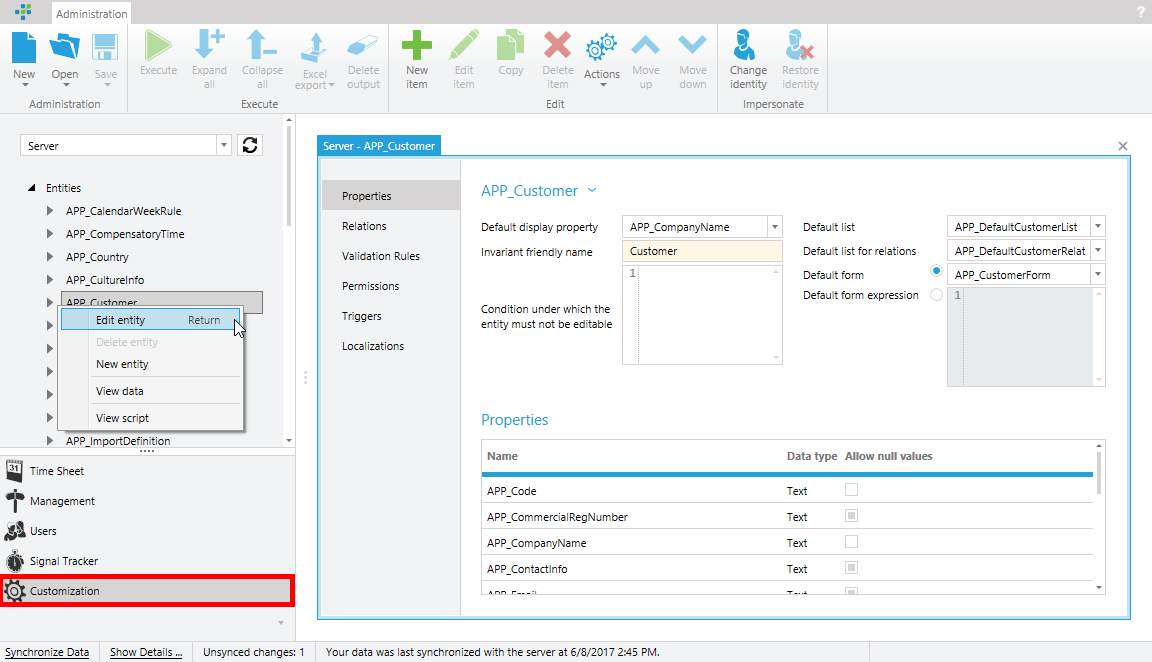 Administration
?
New
Open
Save
Administration
Execute
Expand all
Collapse all
Excel export
Delete output
Execute
New item
Edit item
Copy
Delete item
Actions
Move up
Move down
Edit
Change identity
Restore identity
Impersonate
Server
Entities
APP_CalendarWeekRule
APP_CompensatoryTime
APP_Country
APP_CultureInfo
APP_Customer
Edit entity Return
Delete entity
New entity
View data
View script
APP_ImportDefinition
31 Time Sheet
Management
Users
Signal Tracker
Customization
Server - APP_Customer
Properties
Relations
Validation Rules
Permissions
Triggers
Localizations
APP_Customer
Default display property APP_CompanyName
Invariant friendly name Customer
Condition under which the entity must not be editable
1
Default list APP_DefaultCustomerList
Default list for relations APP_DefaultCustomerRelat
Default form APP_CustomerForm
Default form expression 1
Properties
Name Data type Allow null values
APP_Code Text
APP_CommercialRegNumber Text
APP_CompanyName Text
APP_ContactInfo Text
APP_Email Text
Synchronize Data Show Details ... Unsynced changes: 1 Your data was last synchronized with the server at 6/8/2017 2:45 PM.